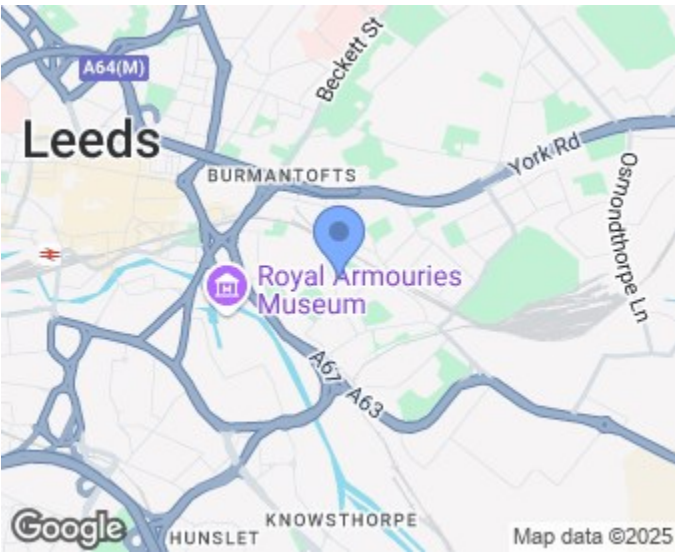 Beckett St
A64(M)
Leeds
York Rd
BURMANTOFTS
Osmondthorpe Ln
Royal Armouries
Museum
A67
A63
KNOWSTHORPE
Google
HUNSLET
Map data ©2025